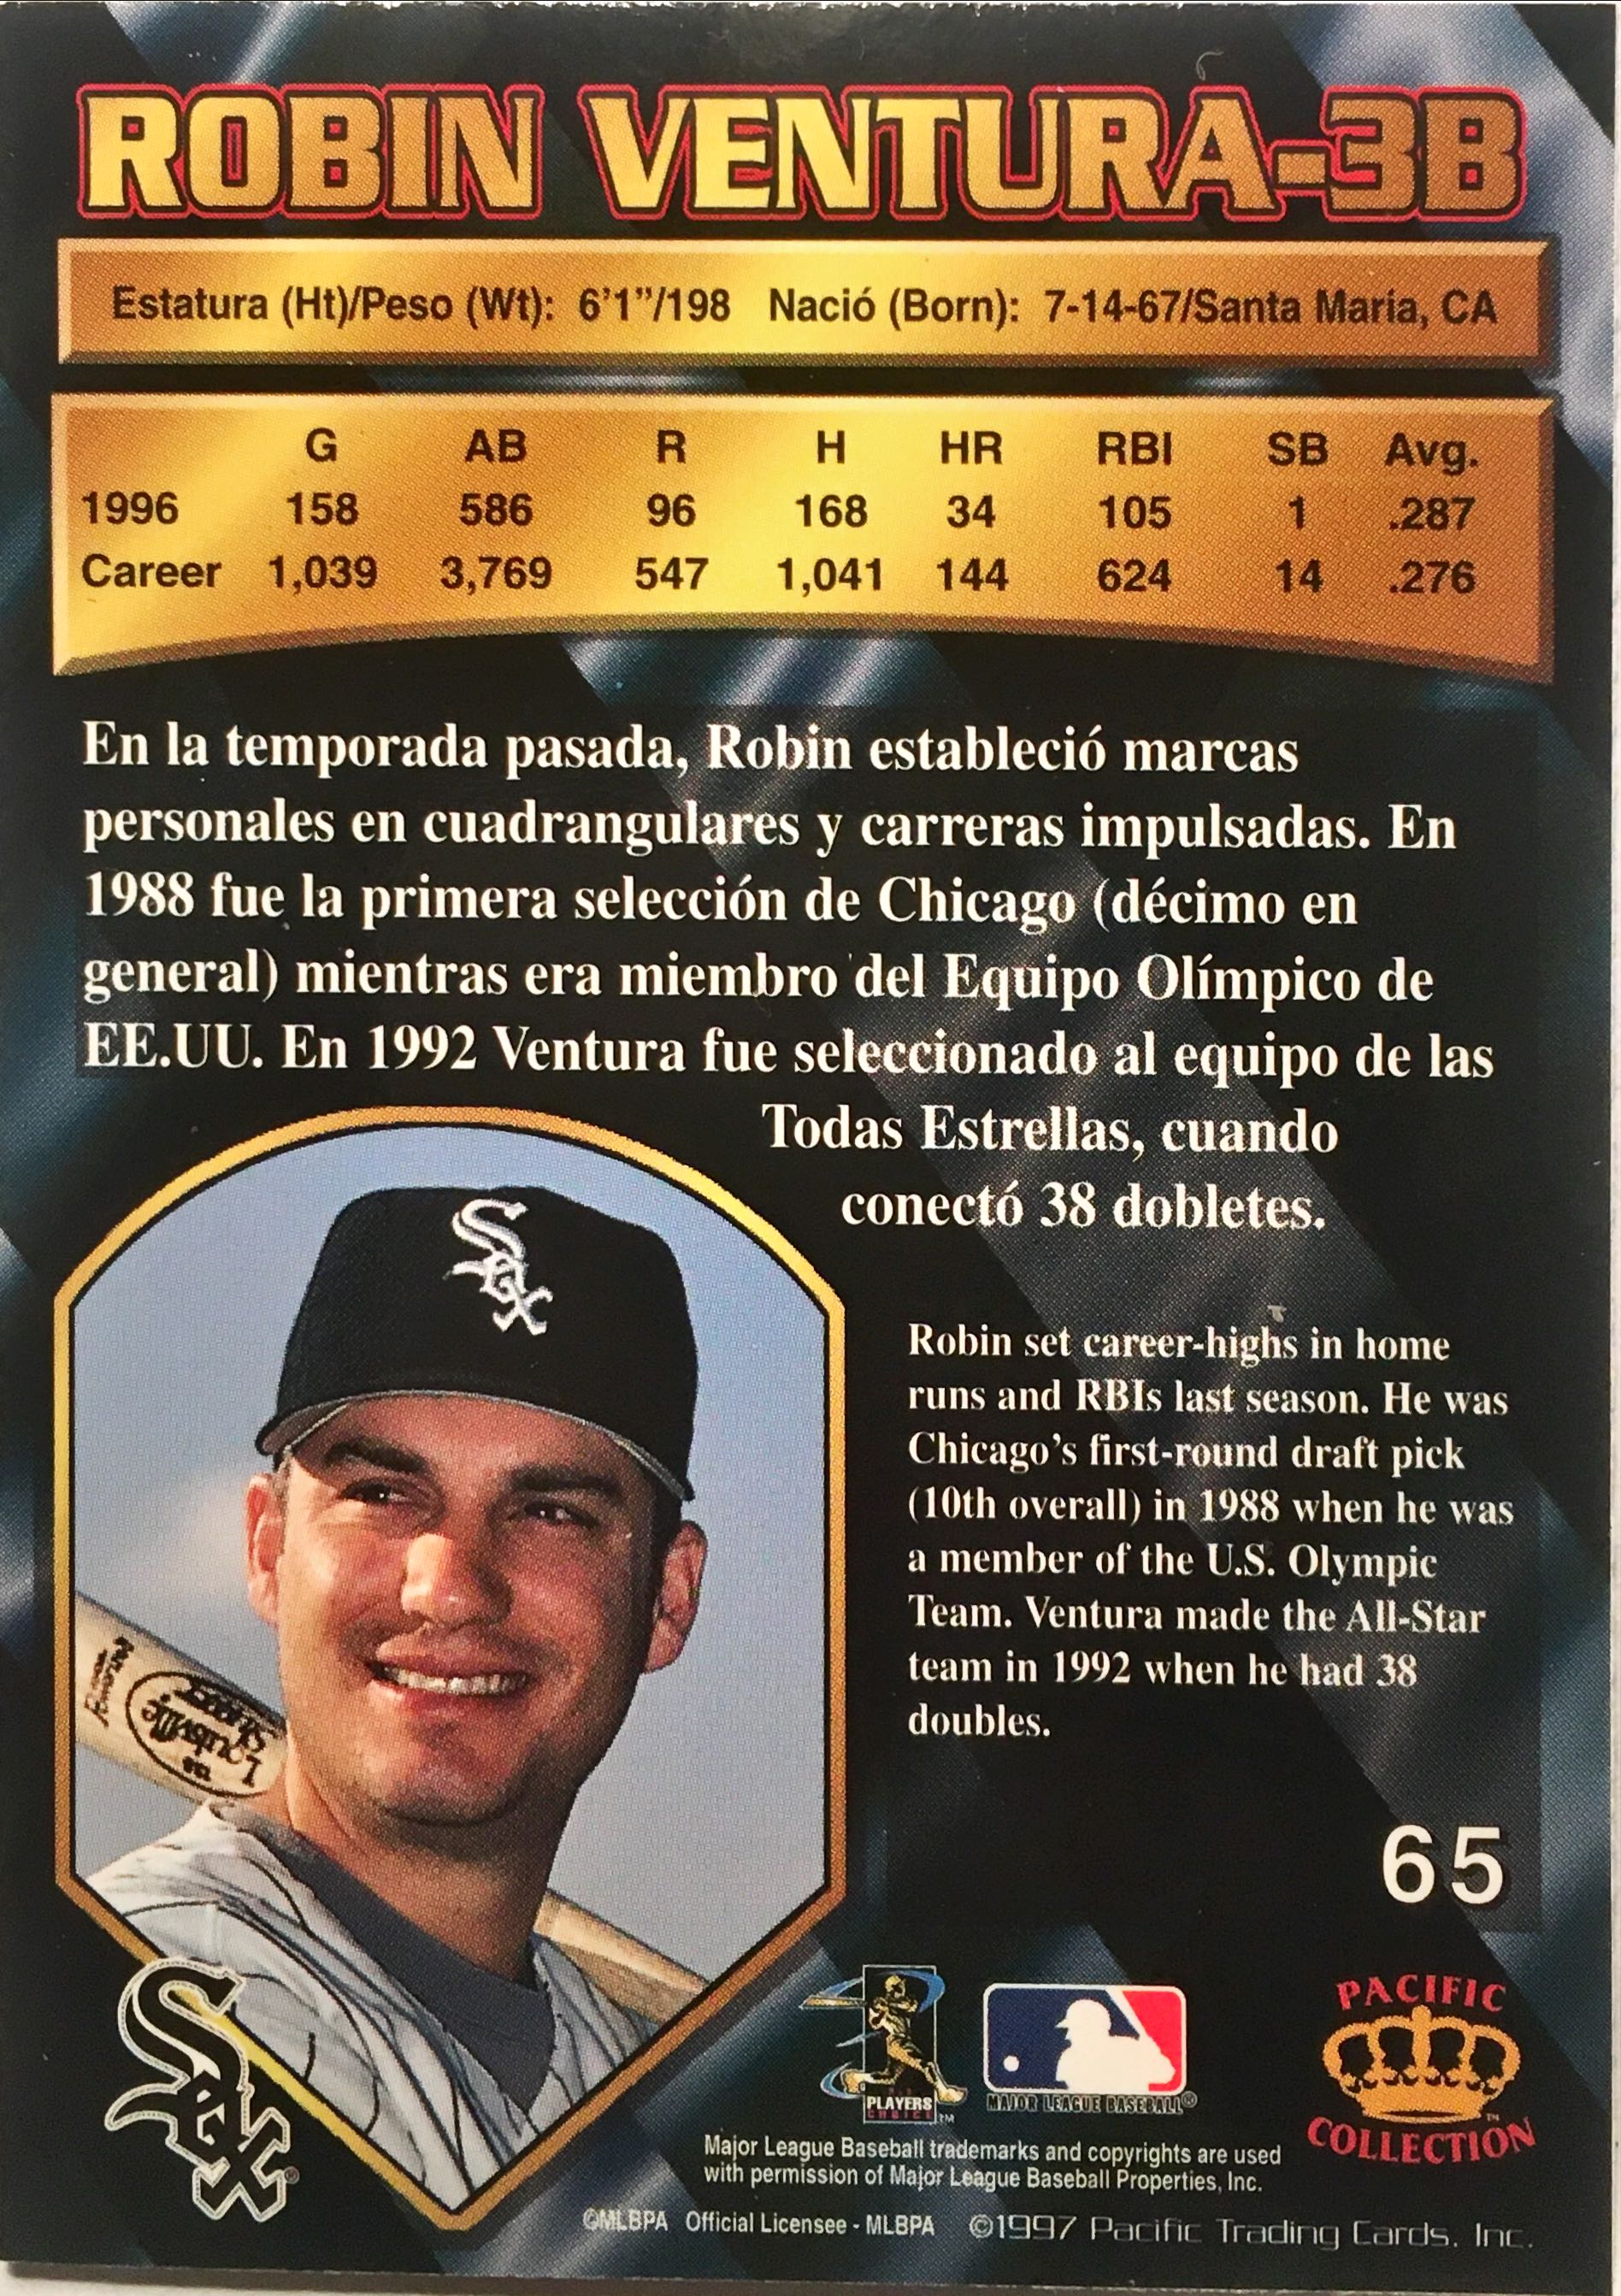 ROBIN VENTURA-3B
Estatura (Ht)/Peso (Wt): 6'1"/198 Nació (Born): 7-14-67/Santa Maria, CA
G AB R H HR RBI SB Avg.
1996 158 586 96 168 34 105 1 .287
Career 1,039 3,769 547 1,041 144 624 14 .276
En la temporada pasada, Robin estableció marcas
personales en cuadrangulares y carreras impulsadas. En
1988 fue la primera selección de Chicago (décimo en
general) mientras era miembro del Equipo Olímpico de
EE.UU. En 1992 Ventura fue seleccionado al equipo de las
Todas Estrellas, cuando
conectó 38 dobletes.
Sox
Robin set career-highs in home
runs and RBIs last season. He was
Chicago's first-round draft pick
(10th overall) in 1988 when he was
a member of the U.S. Olympic
Team. Ventura made the All-Star
team in 1992 when he had 38
doubles.
Louisville
Slugger
65
Sox®
PLAYERS
CHOICE™
MAJOR LEAGUE BASEBALL®
PACIFIC
COLLECTION™
Major League Baseball trademarks and copyrights are used
with permission of Major League Baseball Properties, Inc.
©MLBPA Official Licensee - MLBPA ©1997 Pacific Trading Cards, Inc.